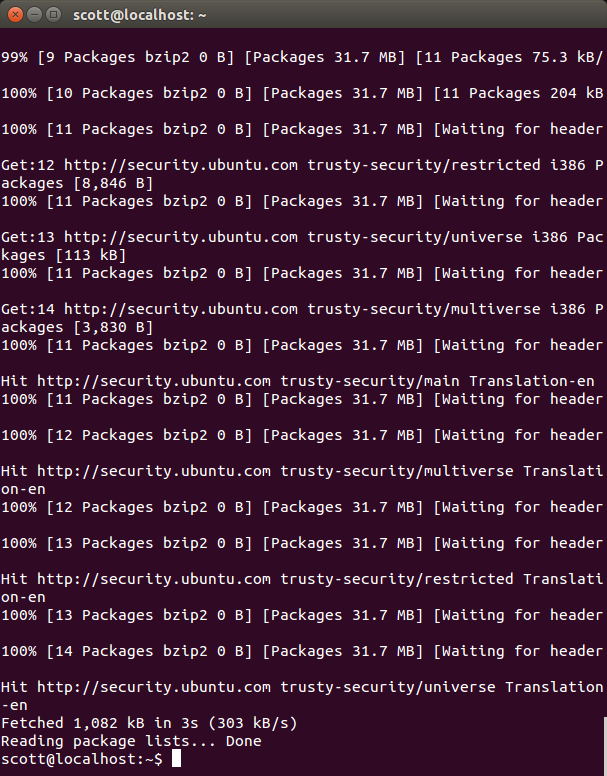 scott@localhost: ~
99% [9 Packages bzip2 0 B] [Packages 31.7 MB] [11 Packages 75.3 kB/
100% [10 Packages bzip2 0 B] [Packages 31.7 MB] [11 Packages 204 kB
100% [11 Packages bzip2 0 B] [Packages 31.7 MB] [Waiting for header
Get:12 http://security.ubuntu.com trusty-security/restricted i386 P
ackages [8,846 B]
100% [11 Packages bzip2 0 B] [Packages 31.7 MB] [Waiting for header
Get:13 http://security.ubuntu.com trusty-security/universe i386 Pac
kages [113 kB]
100% [11 Packages bzip2 0 B] [Packages 31.7 MB] [Waiting for header
Get:14 http://security.ubuntu.com trusty-security/multiverse i386 P
ackages [3,830 B]
100% [11 Packages bzip2 0 B] [Packages 31.7 MB] [Waiting for header
Hit http://security.ubuntu.com trusty-security/main Translation-en
100% [11 Packages bzip2 0 B] [Packages 31.7 MB] [Waiting for header
100% [12 Packages bzip2 0 B] [Packages 31.7 MB] [Waiting for header
Hit http://security.ubuntu.com trusty-security/multiverse Translati
on-en
100% [12 Packages bzip2 0 B] [Packages 31.7 MB] [Waiting for header
100% [13 Packages bzip2 0 B] [Packages 31.7 MB] [Waiting for header
Hit http://security.ubuntu.com trusty-security/restricted Translati
on-en
100% [13 Packages bzip2 0 B] [Packages 31.7 MB] [Waiting for header
100% [14 Packages bzip2 0 B] [Packages 31.7 MB] [Waiting for header
Hit http://security.ubuntu.com trusty-security/universe Translation
-en
Fetched 1,082 kB in 3s (303 kB/s)
Reading package lists... Done
scott@localhost:~$